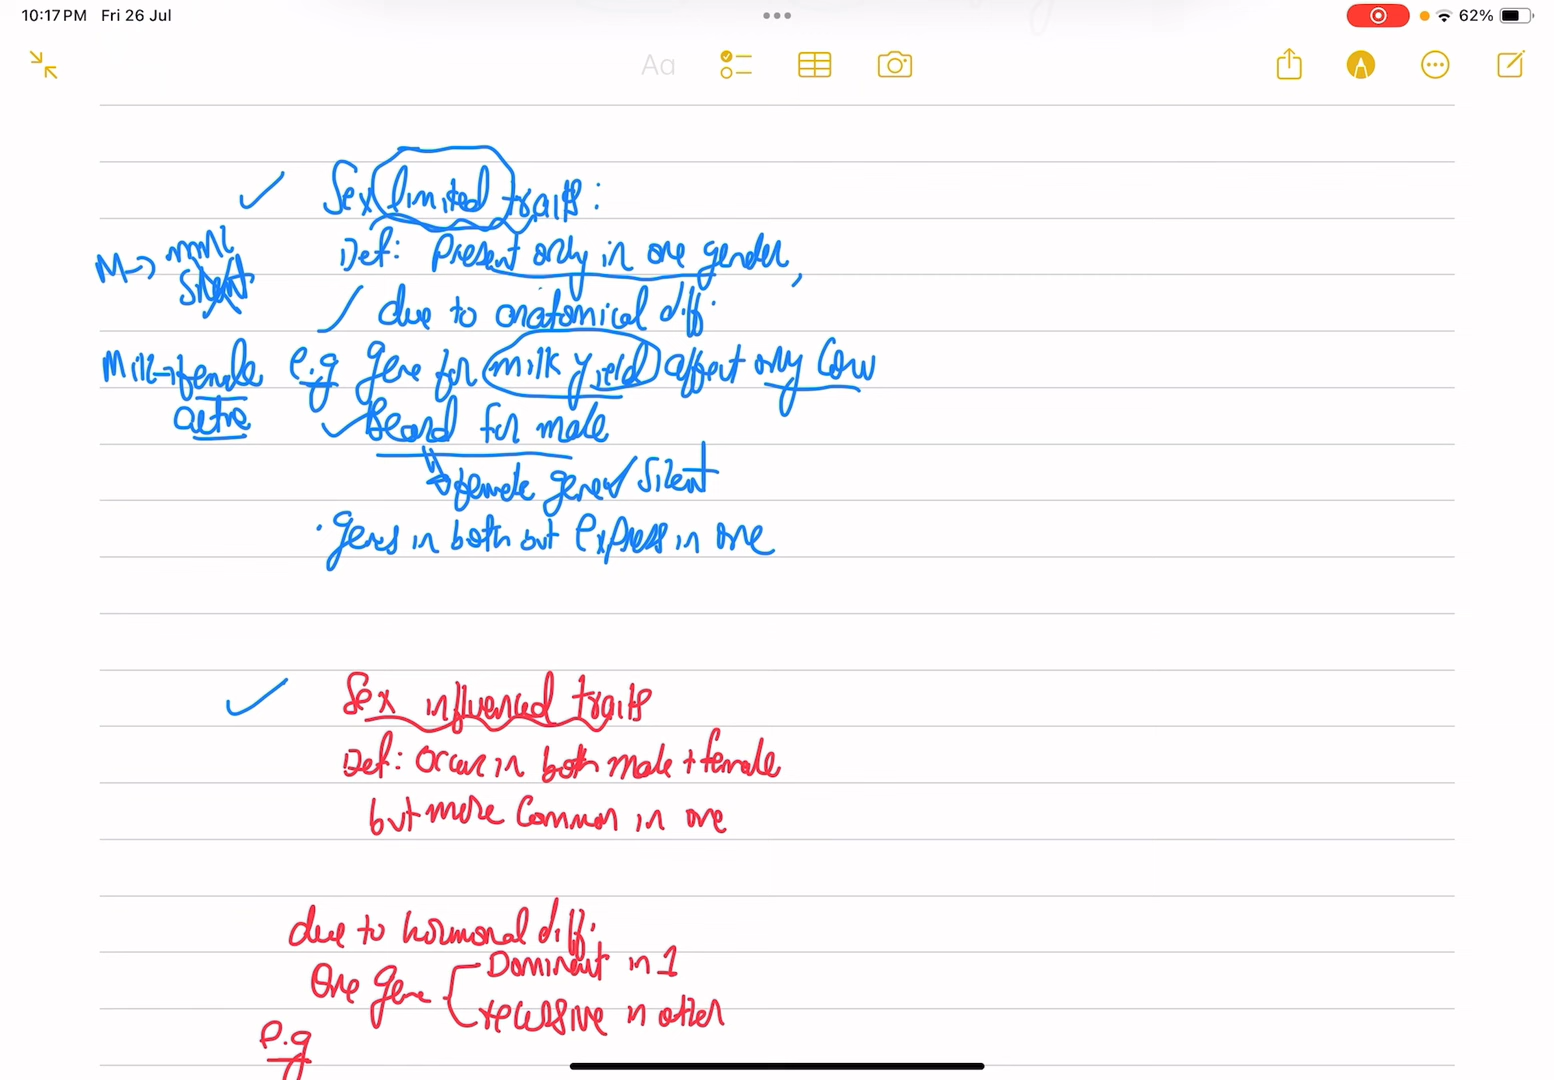 10:17 PM Fri 26 Jul
62%
Aa
Sex limited traits:
Def: Present only in one gender,
due to anatomical diff.
M→ milk
silent
Milk→female
active
e.g gene for milk yield affect only Cow
Beard for male
female genes silent
. genes in both but express in one
Sex influenced traits
Def: Occur in both male + female
but more Common in one
due to hormonal diff.
One gene
Dominant in 1
recessive in other
e.g